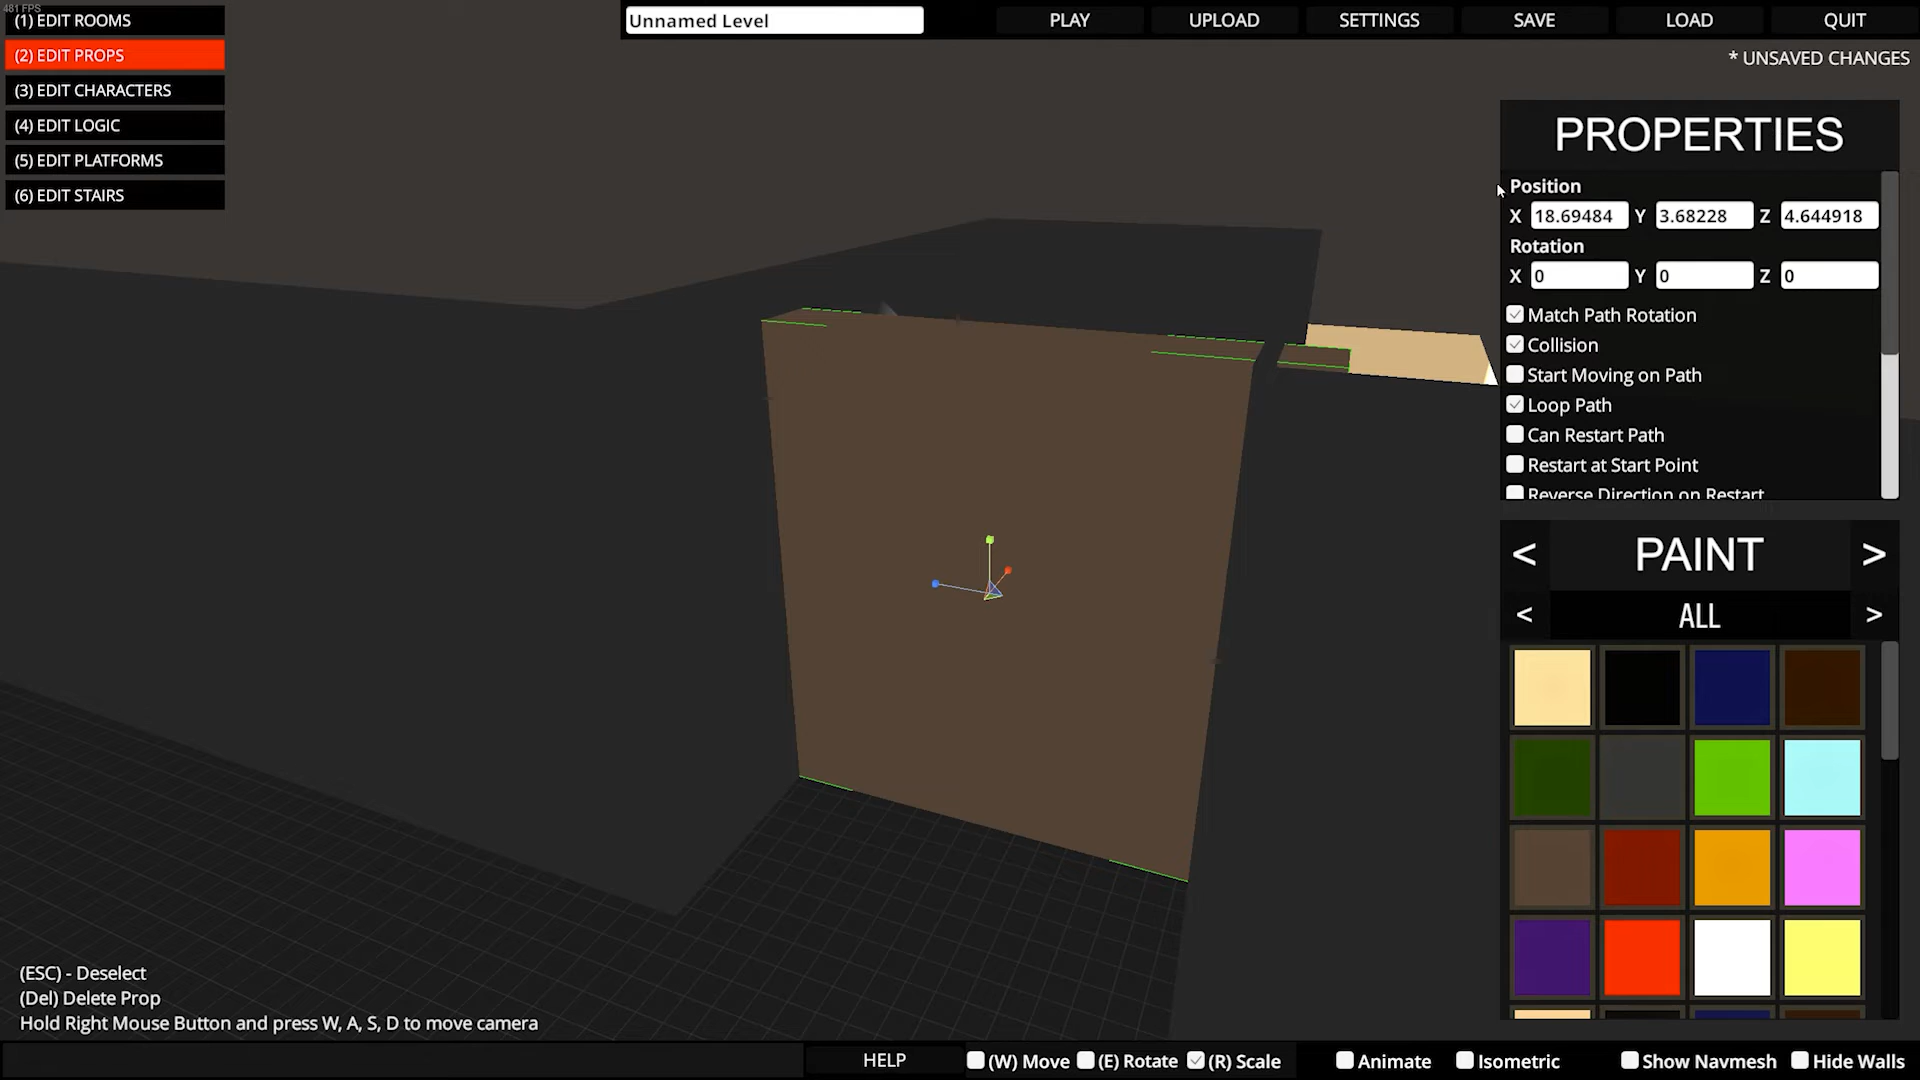 481 FPS
(1) EDIT ROOMS
(2) EDIT PROPS
(3) EDIT CHARACTERS
(4) EDIT LOGIC
(5) EDIT PLATFORMS
(6) EDIT STAIRS
Unnamed Level
PLAY
UPLOAD
SETTINGS
SAVE
LOAD
QUIT
* UNSAVED CHANGES
PROPERTIES
Position
X 18.69484 Y 3.68228 Z 4.644918
Rotation
X 0 Y 0 Z 0
Match Path Rotation
Collision
Start Moving on Path
Loop Path
Can Restart Path
Restart at Start Point
Reverse Direction on Restart
< PAINT >
< ALL >
(ESC) - Deselect
(Del) Delete Prop
Hold Right Mouse Button and press W, A, S, D to move camera
HELP
(W) Move
(E) Rotate
(R) Scale
Animate
Isometric
Show Navmesh
Hide Walls